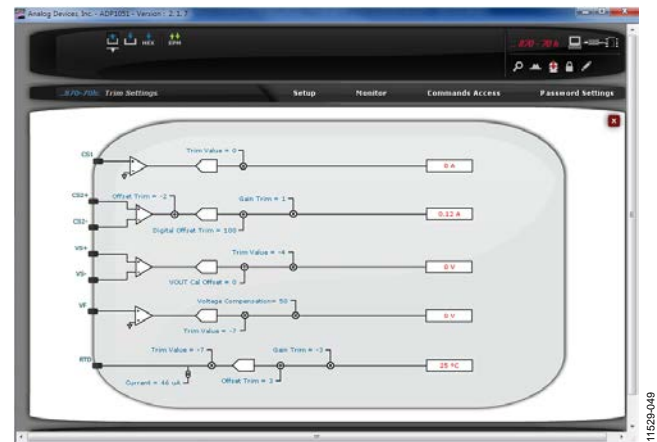 Analog Devices, Inc. - ADP1051 - Version : 2.1.7
HEX
EPM
Trim Settings
Setup
Monitor
Commands Access
Password Settings
CS1
Trim Value = 0
0 A
CS2+
CS2-
Offset Trim = -2
Gain Trim = 1
Digital Offset Trim = 100
0.12 A
VS+
VS-
Trim Value = -4
VOUT Cal Offset = 0
0 V
VF
Voltage Compensation= 50
Trim Value = -7
0 V
RTD
Trim Value = -7
Gain Trim = -3
Current = 46 uA
Offset Trim = 3
25 °C
11529-049